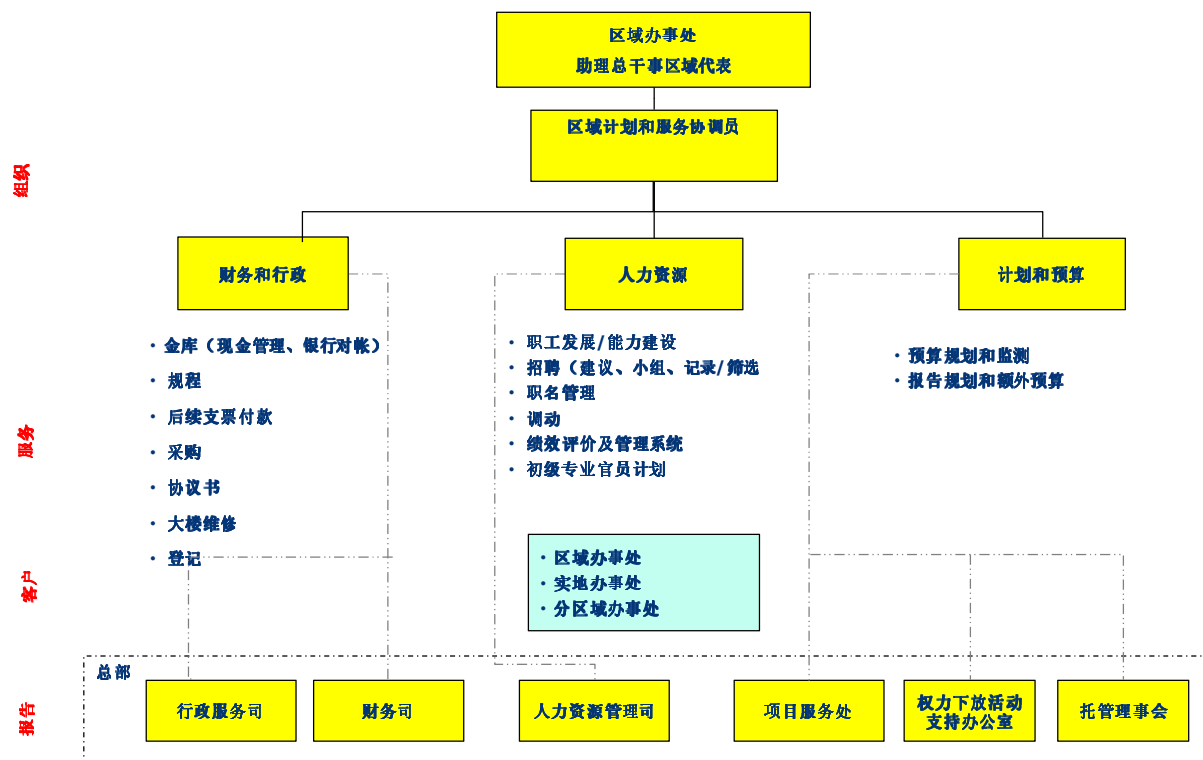 区域办事处
助理总干事区域代表
区域计划和服务协调员
组织
财务和行政
人力资源
计划和预算
服务
• 金库（现金管理、银行对帐）
• 规程
• 后续支票付款
• 采购
• 协议书
• 大楼维修
• 登记
• 职工发展/能力建设
• 招聘（建议、小组、记录/筛选
• 职名管理
• 调动
• 绩效评价及管理系统
• 初级专业官员计划
• 预算规划和监测
• 报告规划和额外预算
客户
• 区域办事处
• 实地办事处
• 分区域办事处
报告
总部
行政服务司
财务司
人力资源管理司
项目服务处
权力下放活动
支持办公室
托管理事会